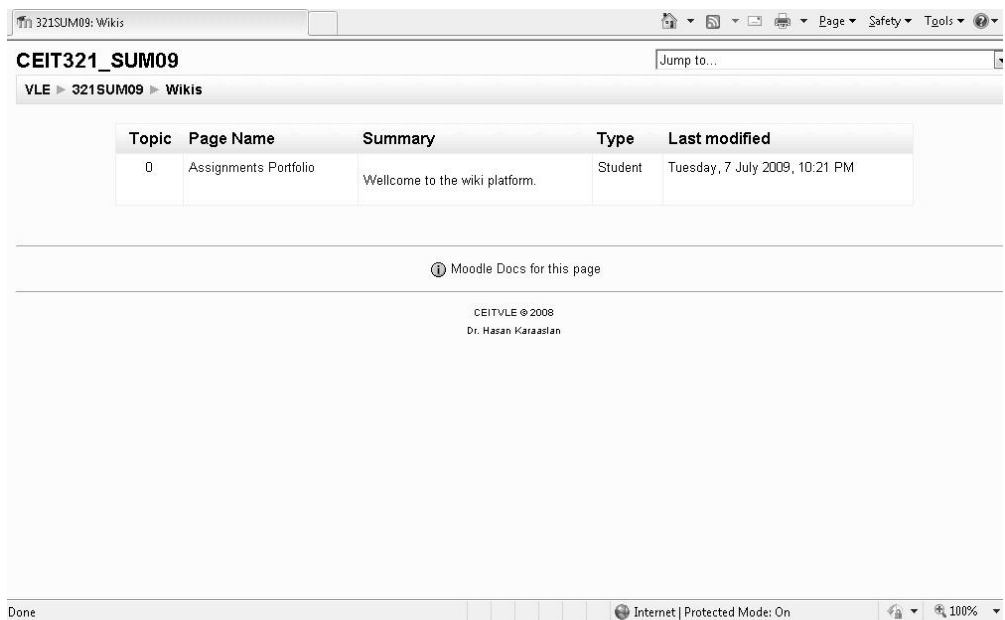 321SUM09: Wikis
Page Safety Tools
CEIT321_SUM09
Jump to...
VLE 321SUM09 Wikis
Topic Page Name Summary Type Last modified
0 Assignments Portfolio Wellcome to the wiki platform. Student Tuesday, 7 July 2009, 10:21 PM
Moodle Docs for this page
CEITVLE © 2008
Dr. Hasan Karaaslan
Done Internet | Protected Mode: On 100%